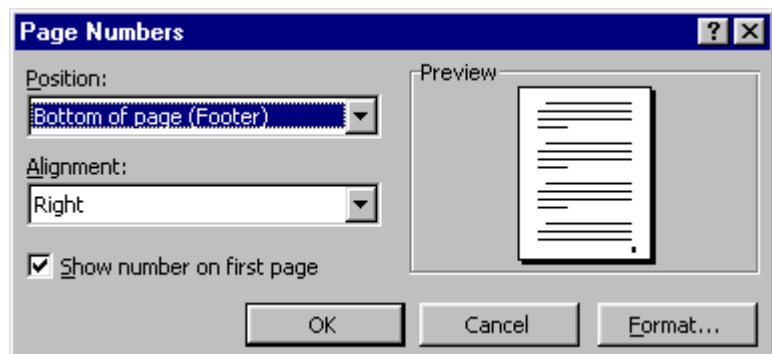 Page Numbers
Position:
Bottom of page (Footer)
Alignment:
Right
Show number on first page
Preview
OK
Cancel
Format...